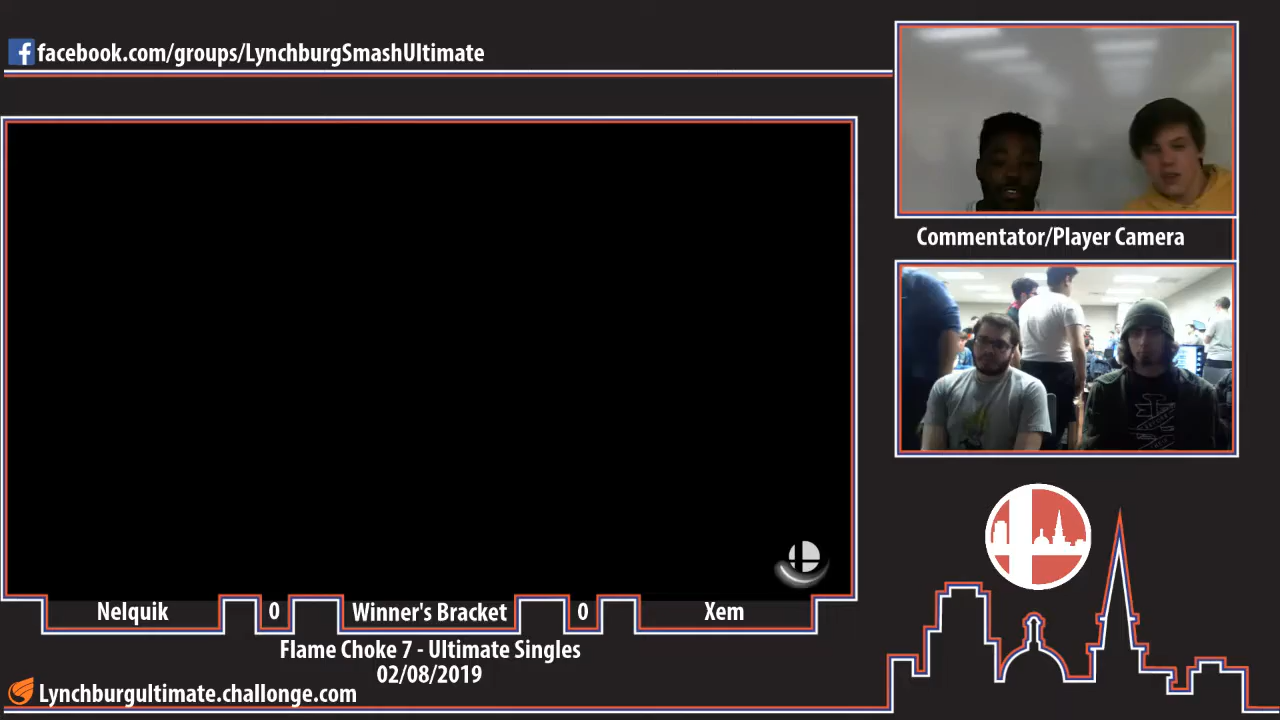 facebook.com/groups/LynchburgSmashUltimate
Commentator/Player Camera
Nelquik
0
Winner's Bracket
0
Xem
Flame Choke 7 - Ultimate Singles
02/08/2019
Lynchburgultimate.challonge.com